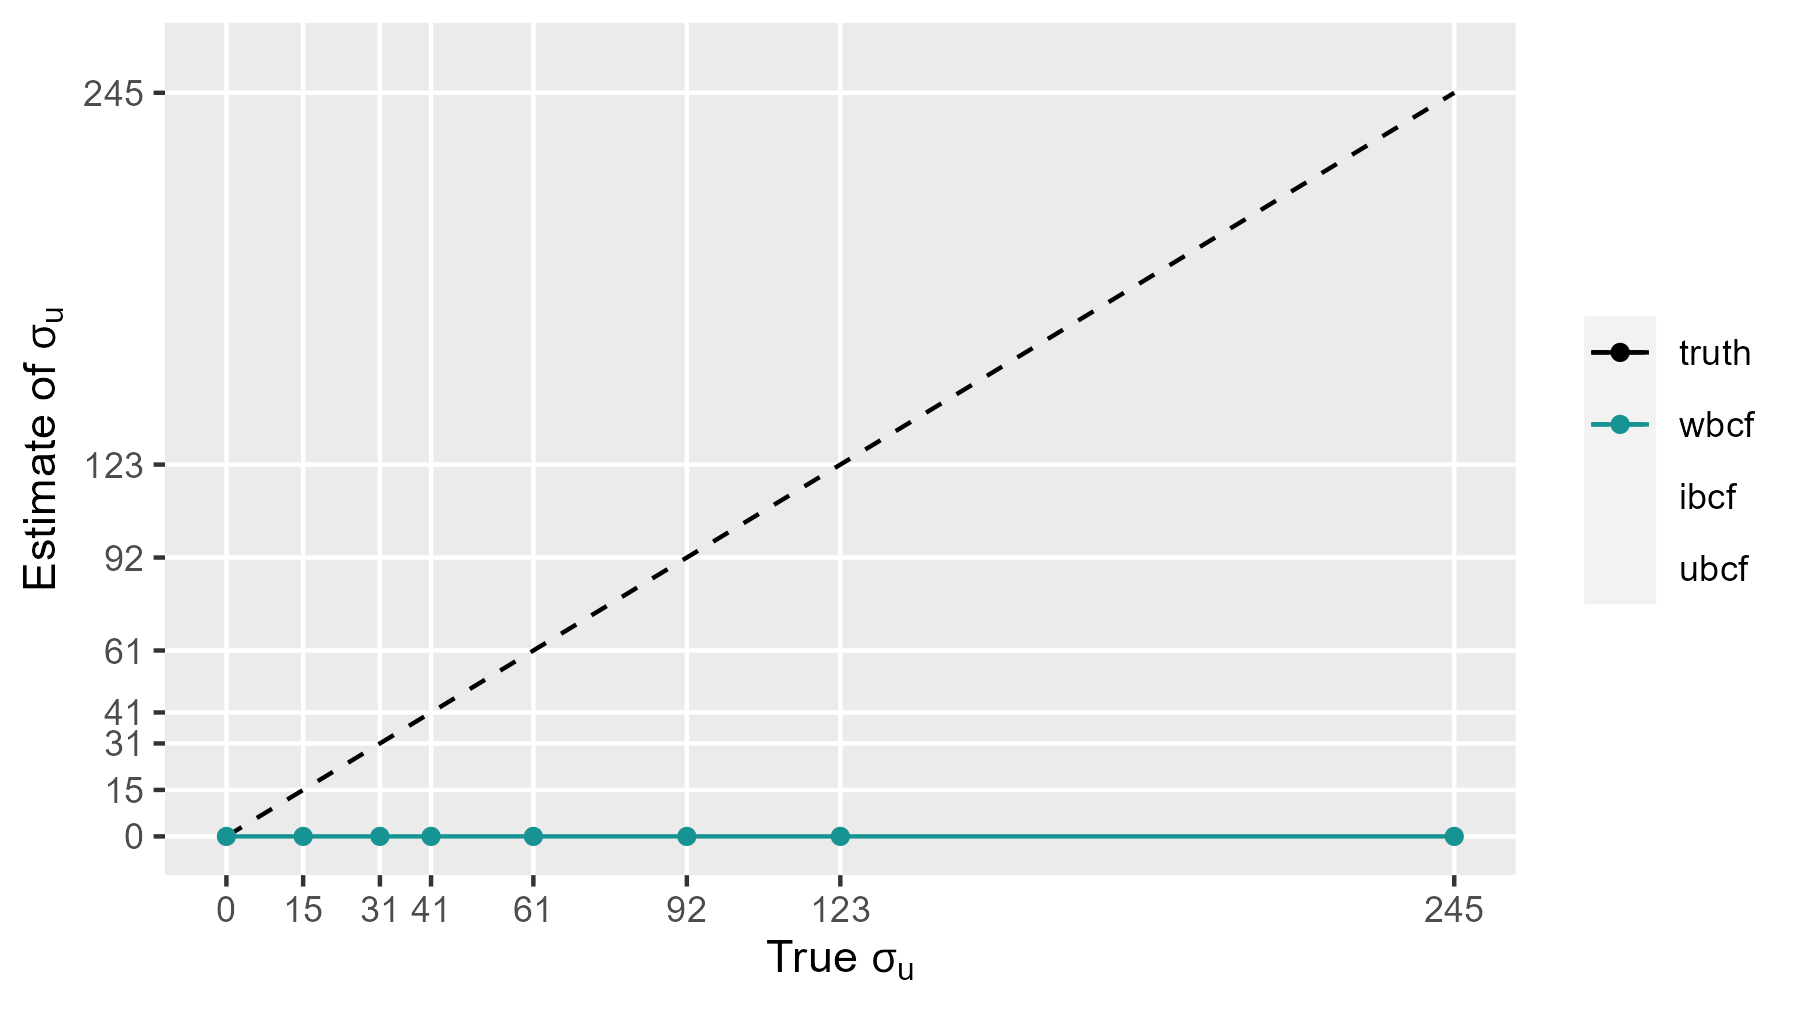 245
123
92
61
41
31
15
0
Estimate of σu
0 15 31 41 61 92 123 245
True σu
truth
wbcf
ibcf
ubcf